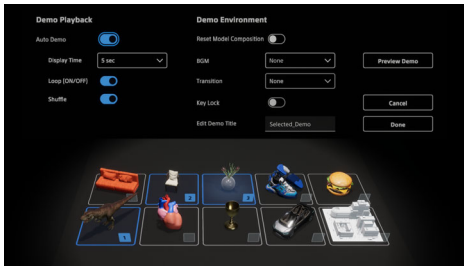 Demo Playback
Auto Demo
Display Time
5 sec
Loop [ON/OFF]
Shuffle
Demo Environment
Reset Model Composition
BGM
None
Transition
None
Key Lock
Edit Demo Title
Selected_Demo
Preview Demo
Cancel
Done
2
3
1